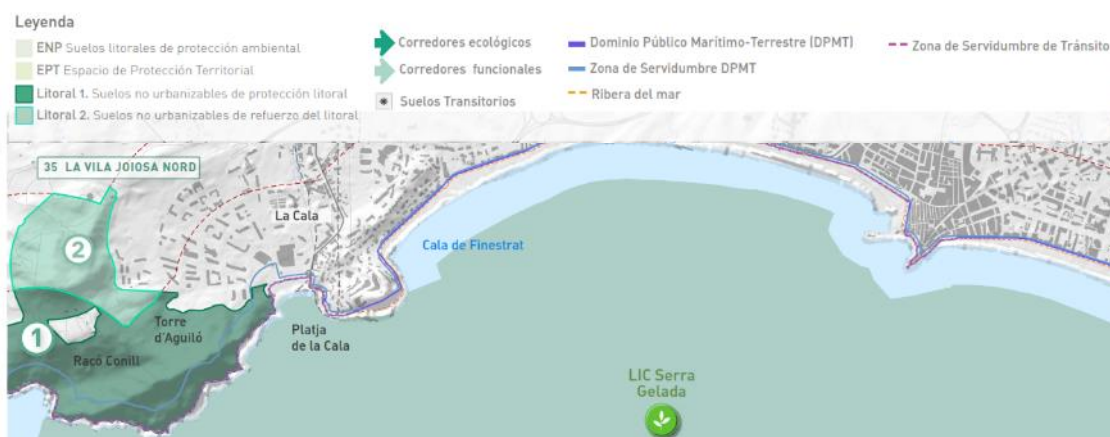 Leyenda
ENP Suelos litorales de protección ambiental
EPT Espacio de Protección Territorial
Litoral 1. Suelos no urbanizables de protección litoral
Litoral 2. Suelos no urbanizables de refuerzo del litoral
Corredores ecológicos
Corredores funcionales
Suelos Transitorios
Dominio Público Marítimo-Terrestre (DPMT)
Zona de Servidumbre DPMT
Ribera del mar
Zona de Servidumbre de Tránsito
35 LA VILA JOIOSA NORD
La Cala
2
Cala de Finestrat
1
Torre
d'Aguiló
Racó Conill
Platja
de la Cala
LIC Serra
Gelada